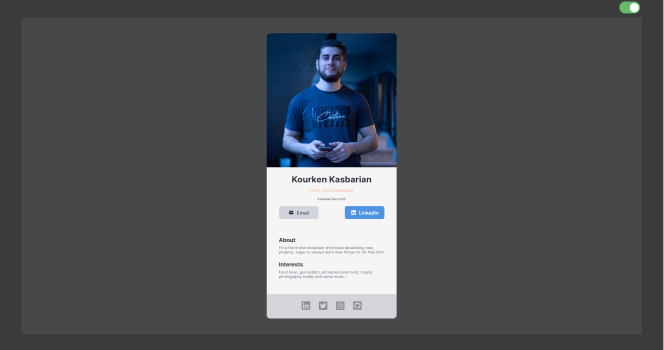 Kourken Kasbarian
Front-End Developer
kasbarian.com
Email
LinkedIn
About
I'm a front-end developer who loves developing new
projects, eager to always learn new things on his free time
Interests
Food lover, gym addict, entrepreneurial mind, crypto,
photography hobby and some more...